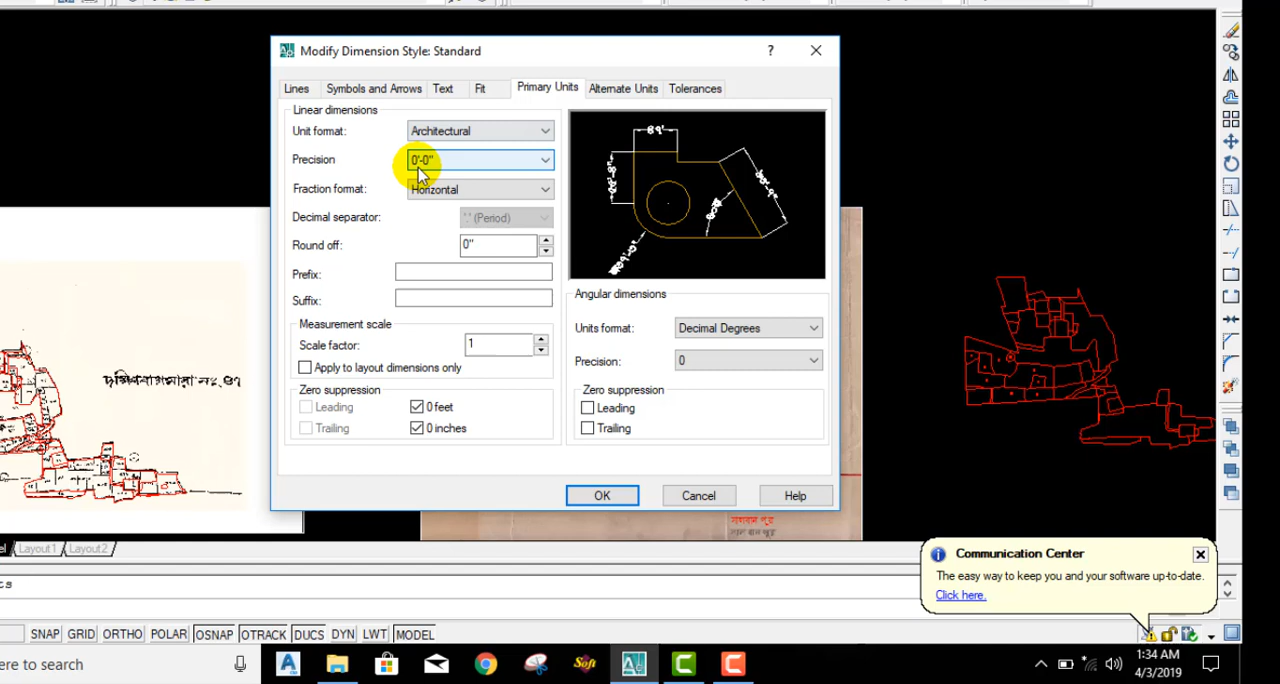 Modify Dimension Style: Standard
?
Lines Symbols and Arrows Text Fit Primary Units Alternate Units Tolerances
Linear dimensions
Unit format: Architectural
Precision 0'-0"
Fraction format: Horizontal
Decimal separator: '.' (Period)
Round off: 0"
Prefix:
Suffix:
Measurement scale
Scale factor: 1
Apply to layout dimensions only
Zero suppression
Leading 0 feet
Trailing 0 inches
Angular dimensions
Units format: Decimal Degrees
Precision: 0
Zero suppression
Leading
Trailing
OK Cancel Help
Layout1 Layout2
SNAP GRID ORTHO POLAR OSNAP OTRACK DUCS DYN LWT MODEL
Communication Center
The easy way to keep you and your software up-to-date.
Click here.
ere to search
Soft
1:34 AM
4/3/2019